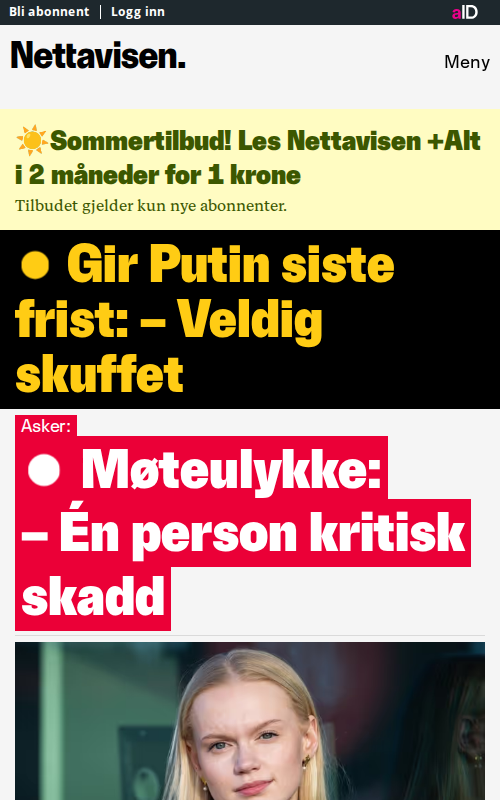 Bli abonnent | Logg inn
aID
Nettavisen.
Meny
☀️Sommertilbud! Les Nettavisen +Alt
i 2 måneder for 1 krone
Tilbudet gjelder kun nye abonnenter.
Gir Putin siste
frist: – Veldig
skuffet
Asker:
Møteulykke:
– Én person kritisk
skadd